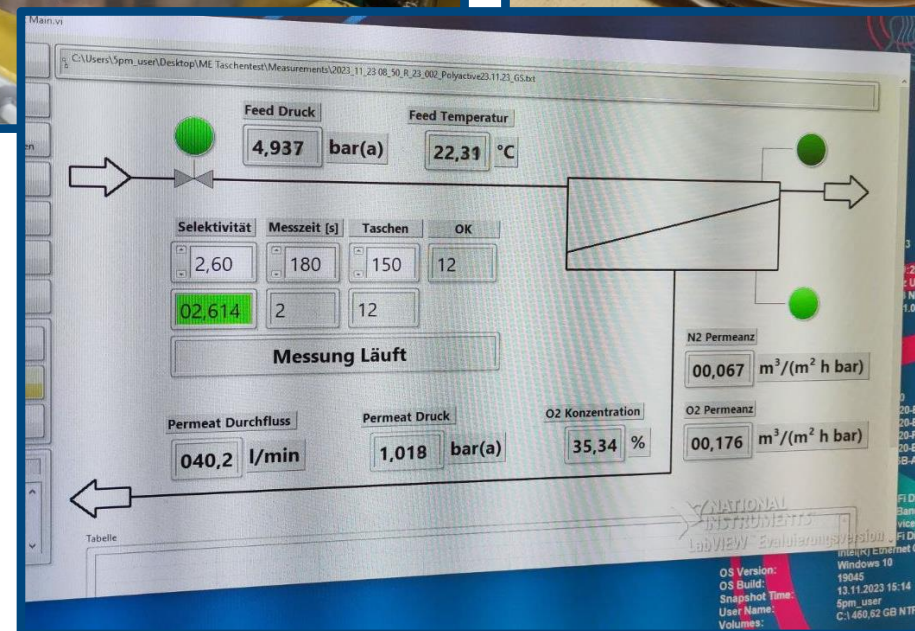 Main.vi
C:\Users\5pm_user\Desktop\ME Taschentest\Measurements\2023_11_23 08_50_R_23_002_Polyactive23.11.23_GS.txt
Feed Druck
Feed Temperatur
4,937 bar(a)
22,31 °C
Selektivität Messzeit [s] Taschen OK
2,60 180 150 12
02,614 2 12
Messung Läuft
N2 Permeanz
00,067 m³/(m² h bar)
Permeat Durchfluss
Permeat Druck
O2 Konzentration
O2 Permeanz
040,2 l/min
1,018 bar(a)
35,34 %
00,176 m³/(m² h bar)
NATIONAL
INSTRUMENTS
LabVIEW Evaluierungsversion
Tabelle
Intel(R) Ethernet
OS Version: Windows 10
OS Build: 19045
Snapshot Time: 13.11.2023 15:14
User Name: 5pm_user
Volumes: C:\ 460,62 GB NTF